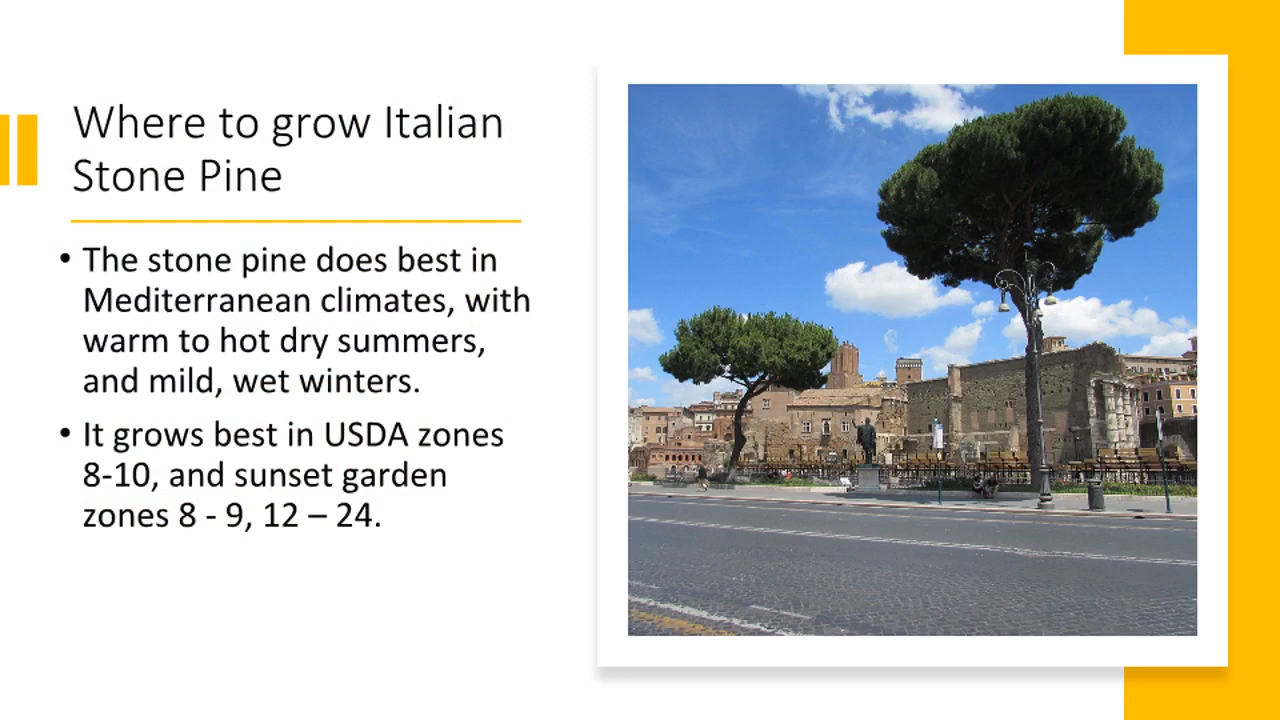 Where to grow Italian
Stone Pine
• The stone pine does best in
Mediterranean climates, with
warm to hot dry summers,
and mild, wet winters.
• It grows best in USDA zones
8-10, and sunset garden
zones 8 - 9, 12 – 24.